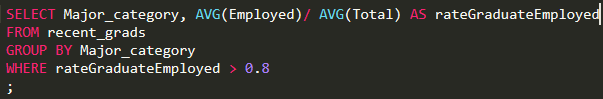 SELECT Major_category, AVG(Employed)/ AVG(Total) AS rateGraduateEmployed
FROM recent_grads
GROUP BY Major_category
WHERE rateGraduateEmployed > 0.8
;